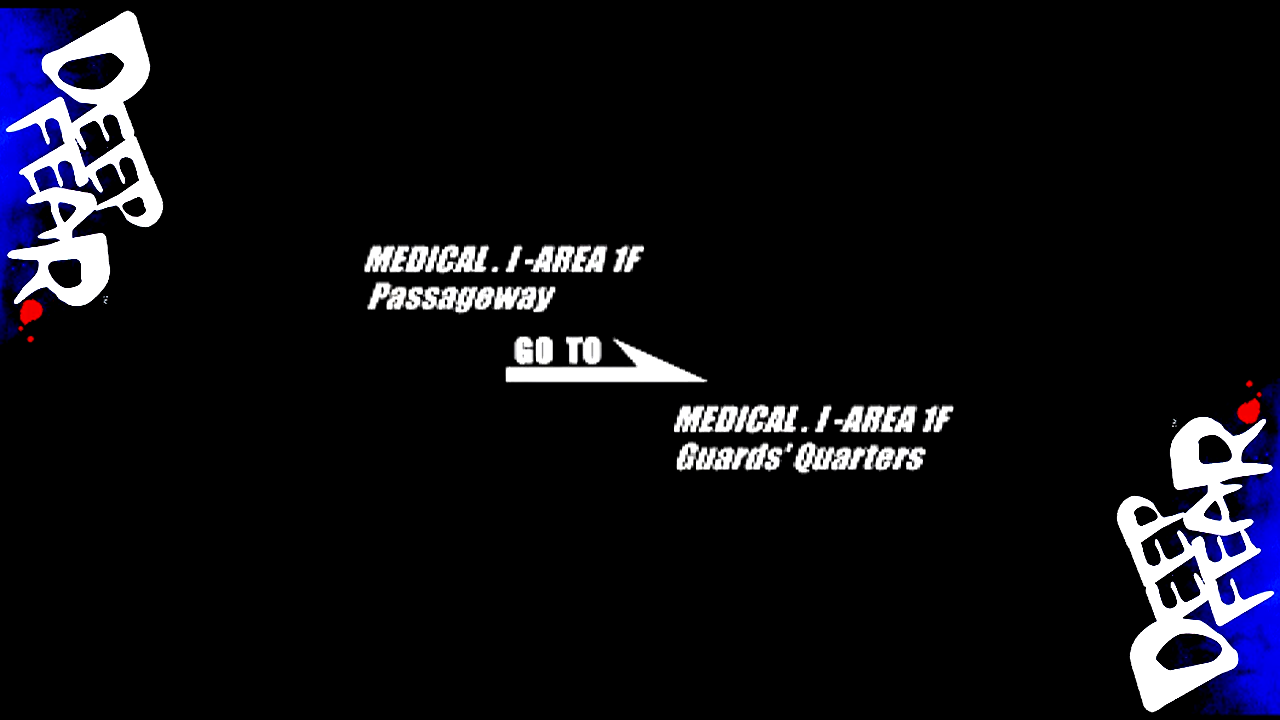 DEEP
FEAR
MEDICAL. I-AREA 1F
Passageway
GO TO
MEDICAL. I-AREA 1F
Guards' Quarters
DEEP
FEAR